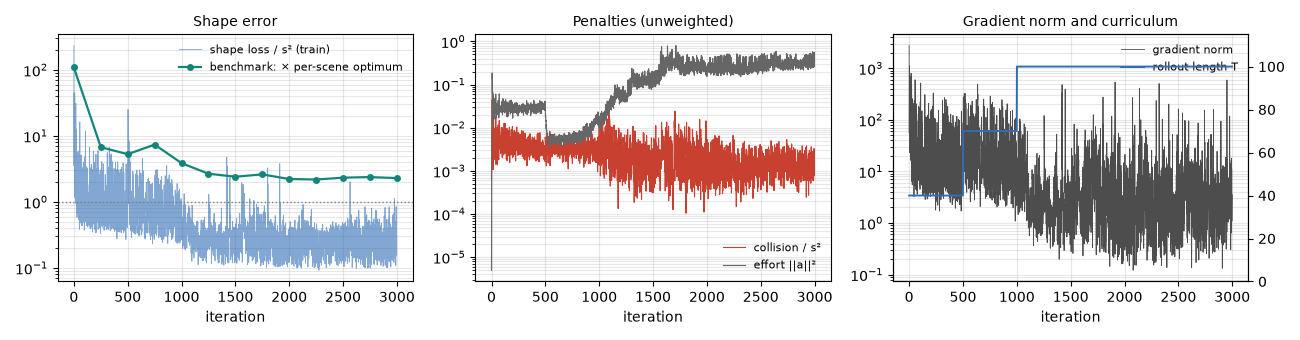 Shape error
shape loss / s² (train)
benchmark: × per-scene optimum
10²
10¹
10⁰
10⁻¹
0 500 1000 1500 2000 2500 3000
iteration
Penalties (unweighted)
10⁰
10⁻¹
10⁻²
10⁻³
10⁻⁴
10⁻⁵
collision / s²
effort ||a||²
0 500 1000 1500 2000 2500 3000
iteration
Gradient norm and curriculum
gradient norm
rollout length T
10³
10²
10¹
10⁰
10⁻¹
100
80
60
40
20
0
0 500 1000 1500 2000 2500 3000
iteration